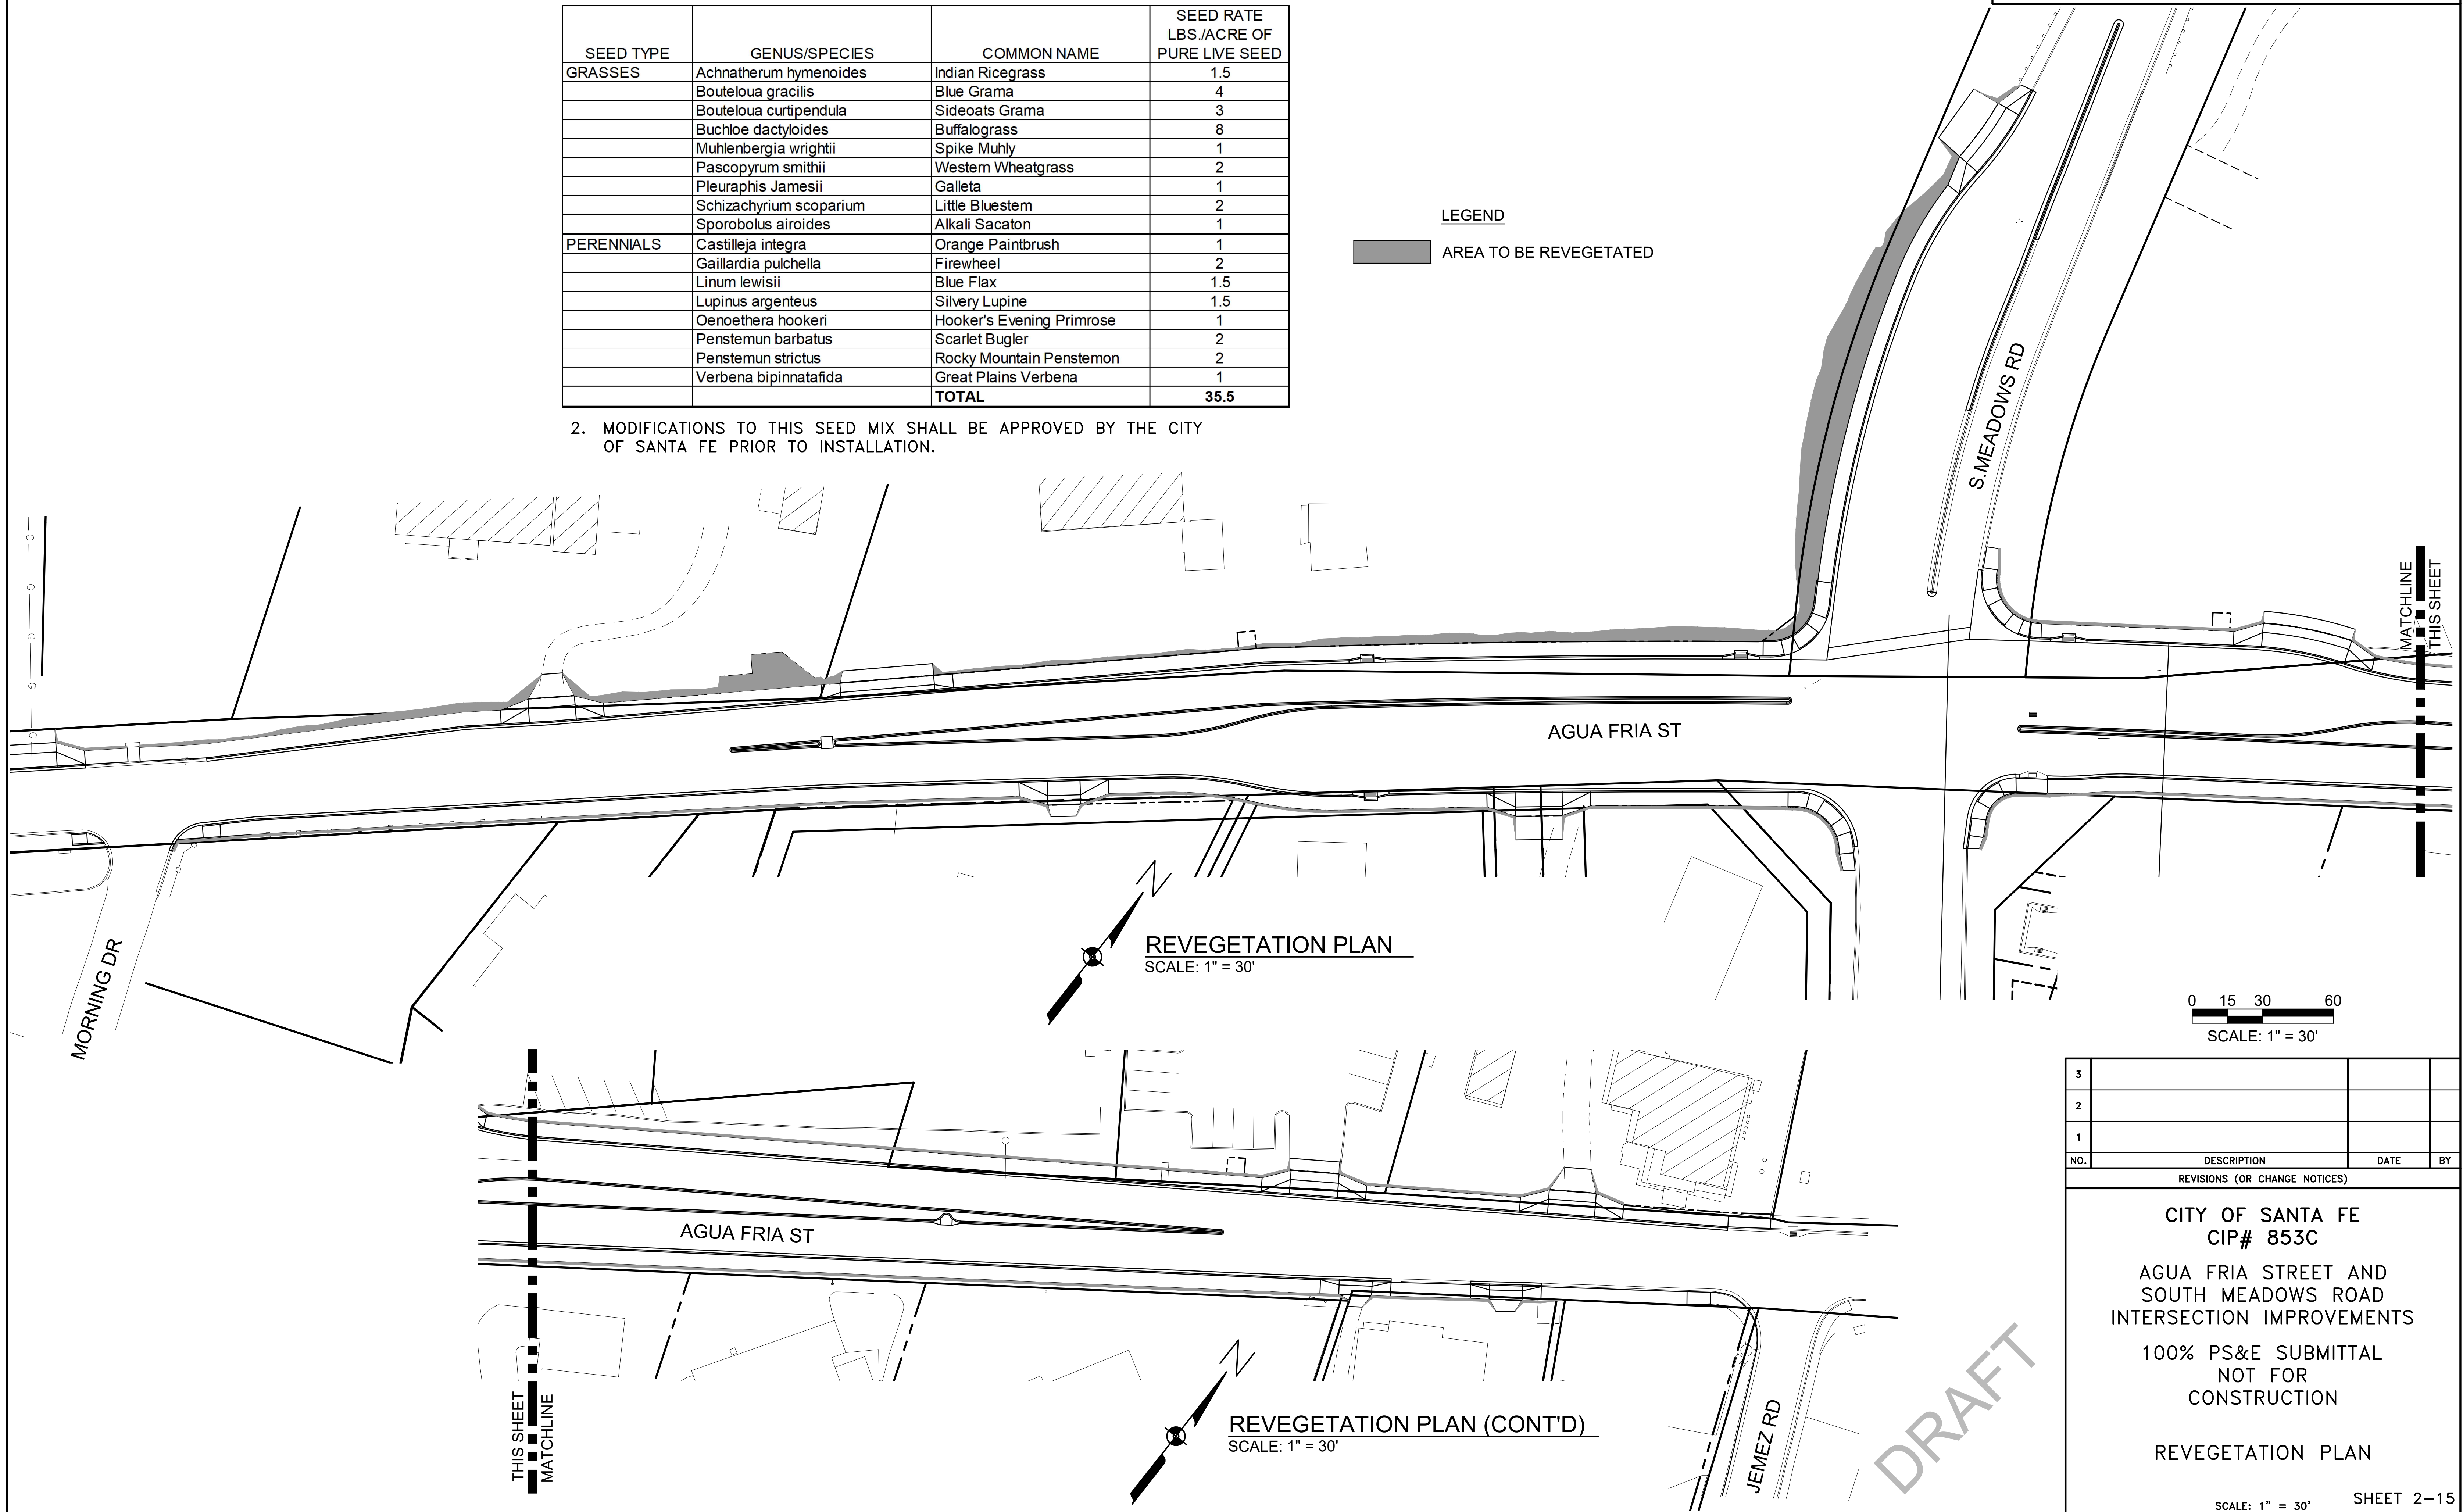 SEED TYPE GENUS/SPECIES COMMON NAME SEED RATE LBS./ACRE OF PURE LIVE SEED
GRASSES Achnatherum hymenoides Indian Ricegrass 1.5
Bouteloua gracilis Blue Grama 4
Bouteloua curtipendula Sideoats Grama 3
Buchloe dactyloides Buffalograss 8
Muhlenbergia wrightii Spike Muhly 1
Pascopyrum smithii Western Wheatgrass 2
Pleuraphis Jamesii Galleta 1
Schizachyrium scoparium Little Bluestem 2
Sporobolus airoides Alkali Sacaton 1
PERENNIALS Castilleja integra Orange Paintbrush 1
Gaillardia pulchella Firewheel 2
Linum lewisii Blue Flax 1.5
Lupinus argenteus Silvery Lupine 1.5
Oenoethera hookeri Hooker's Evening Primrose 1
Penstemun barbatus Scarlet Bugler 2
Penstemun strictus Rocky Mountain Penstemon 2
Verbena bipinnatafida Great Plains Verbena 1
TOTAL 35.5
2. MODIFICATIONS TO THIS SEED MIX SHALL BE APPROVED BY THE CITY
OF SANTA FE PRIOR TO INSTALLATION.
LEGEND
AREA TO BE REVEGETATED
S.MEADOWS RD
MATCHLINE
THIS SHEET
G
G
G
G
G
AGUA FRIA ST
MORNING DR
N
REVEGETATION PLAN
SCALE: 1" = 30'
0 15 30 60
SCALE: 1" = 30'
AGUA FRIA ST
THIS SHEET
MATCHLINE
N
REVEGETATION PLAN (CONT'D)
SCALE: 1" = 30'
JEMEZ RD
DRAFT
3
2
1
NO. DESCRIPTION DATE BY
REVISIONS (OR CHANGE NOTICES)
CITY OF SANTA FE
CIP# 853C
AGUA FRIA STREET AND
SOUTH MEADOWS ROAD
INTERSECTION IMPROVEMENTS
100% PS&E SUBMITTAL
NOT FOR
CONSTRUCTION
REVEGETATION PLAN
SCALE: 1" = 30' SHEET 2-15